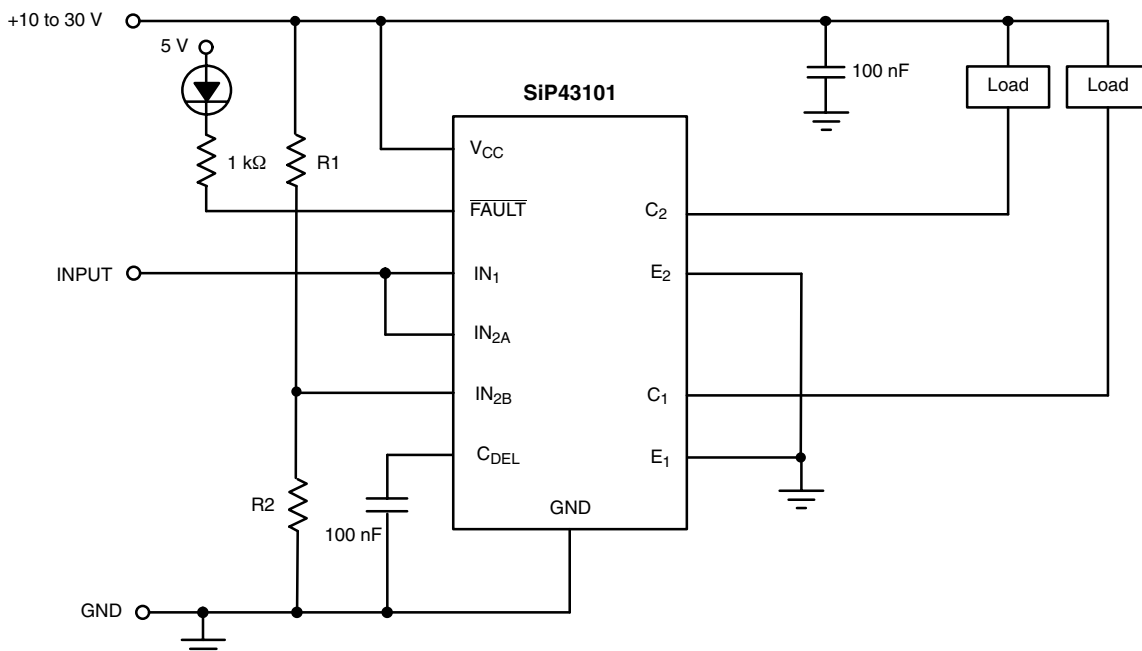 +10 to 30 V
5 V
100 nF
Load
Load
SiP43101
1 kΩ
R1
VCC
FAULT
C2
INPUT
IN1
E2
IN2A
IN2B
C1
CDEL
E1
R2
GND
100 nF
GND